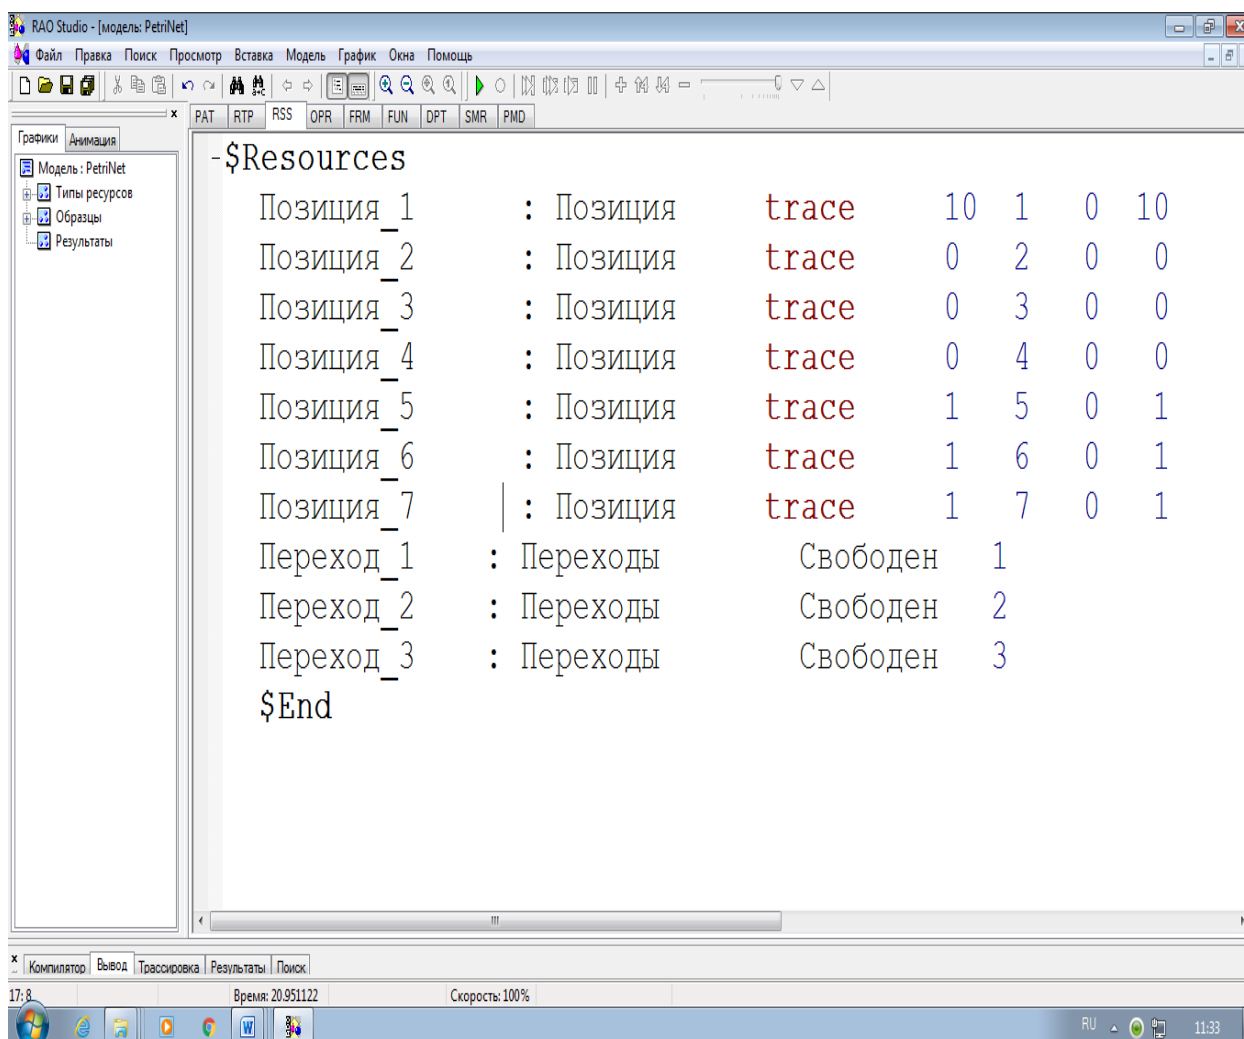 RAO Studio - [модель: PetriNet]
Файл Правка Поиск Просмотр Вставка Модель График Окна Помощь
PAT RTP RSS OPR FRM FUN DPT SMR PMD
Графики Анимация
Модель : PetriNet
Типы ресурсов
Образцы
Результаты
$Resources
Позиция_1 : Позиция trace 10 1 0 10
Позиция_2 : Позиция trace 0 2 0 0
Позиция_3 : Позиция trace 0 3 0 0
Позиция_4 : Позиция trace 0 4 0 0
Позиция_5 : Позиция trace 1 5 0 1
Позиция_6 : Позиция trace 1 6 0 1
Позиция_7 : Позиция trace 1 7 0 1
Переход_1 : Переходы Свободен 1
Переход_2 : Переходы Свободен 2
Переход_3 : Переходы Свободен 3
$End
Компилятор Вывод Трассировка Результаты Поиск
17: 8 Время: 20.951122 Скорость: 100%
RU 11:33